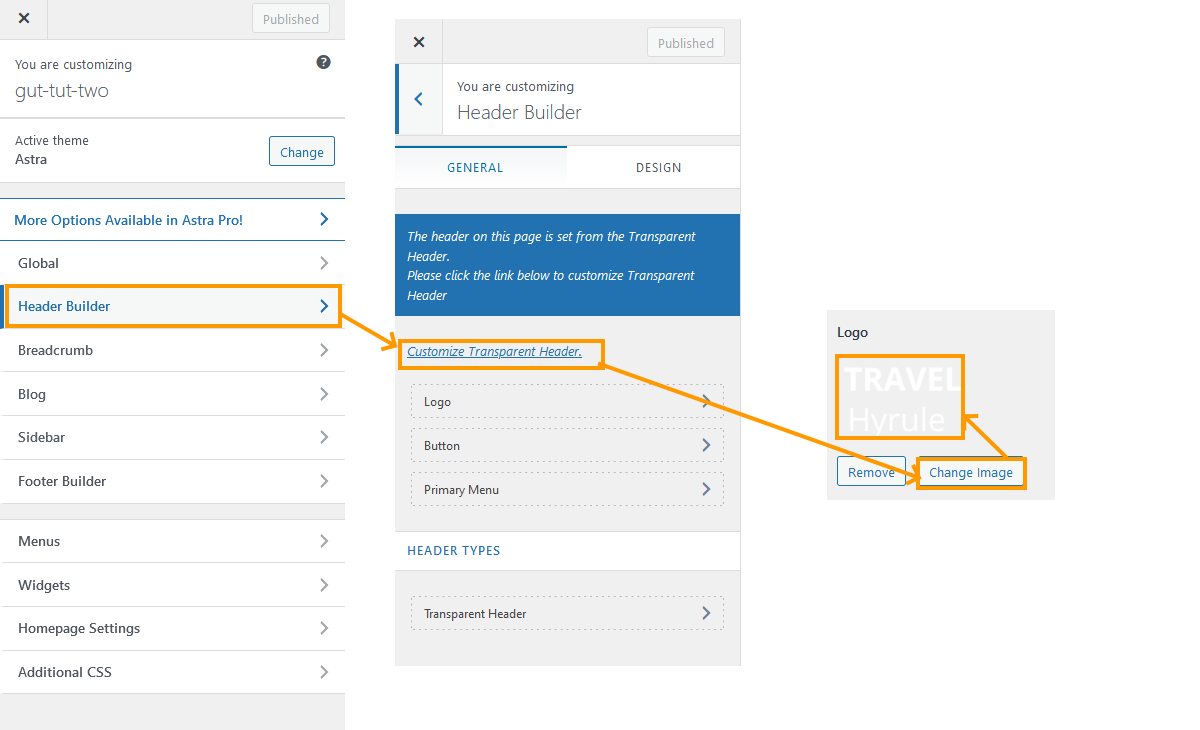 Published
You are customizing
gut-tut-two
Active theme
Astra
Change
More Options Available in Astra Pro!
Global
Header Builder
Breadcrumb
Blog
Sidebar
Footer Builder
Menus
Widgets
Homepage Settings
Additional CSS
Published
You are customizing
Header Builder
GENERAL DESIGN
The header on this page is set from the Transparent
Header.
Please click the link below to customize Transparent
Header
Customize Transparent Header.
Logo
Button
Primary Menu
HEADER TYPES
Transparent Header
Logo
TRAVEL
Hyrule
Remove Change Image